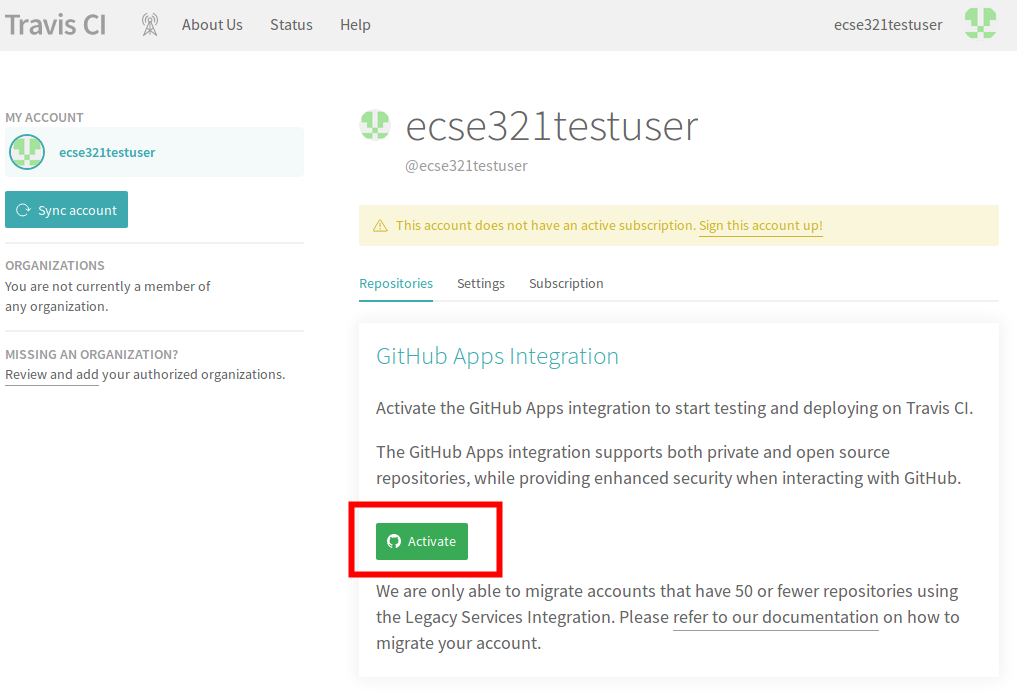 Travis CI
About Us
Status
Help
ecse321testuser
MY ACCOUNT
ecse321testuser
Sync account
ORGANIZATIONS
You are not currently a member of
any organization.
MISSING AN ORGANIZATION?
Review and add your authorized organizations.
ecse321testuser
@ecse321testuser
This account does not have an active subscription. Sign this account up!
Repositories
Settings
Subscription
GitHub Apps Integration
Activate the GitHub Apps integration to start testing and deploying on Travis CI.
The GitHub Apps integration supports both private and open source
repositories, while providing enhanced security when interacting with GitHub.
Activate
We are only able to migrate accounts that have 50 or fewer repositories using
the Legacy Services Integration. Please refer to our documentation on how to
migrate your account.